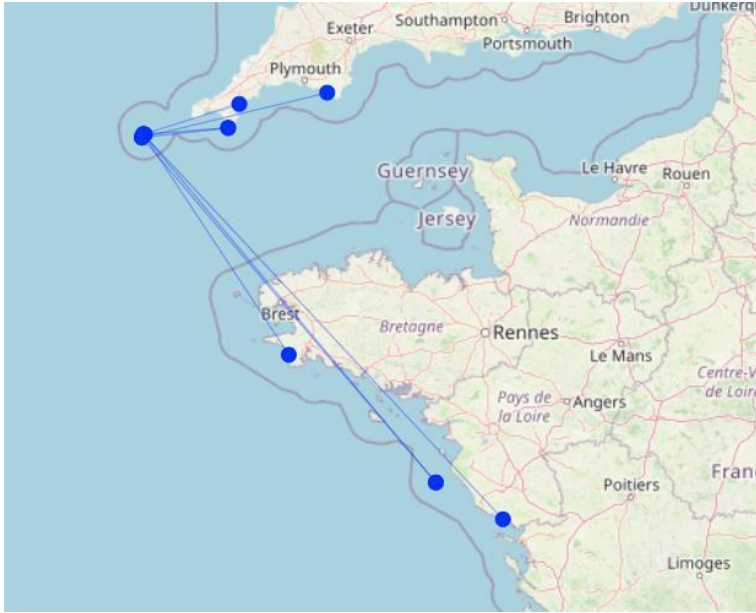 Dunkerq
Southampton
Brighton
Exeter
Portsmouth
Plymouth
Guernsey
Le Havre
Rouen
Jersey
Normandie
Brest
Bretagne
Rennes
Le Mans
Centre-V
de Loire
Pays de
la Loire
Angers
Franc
Poitiers
Limoges